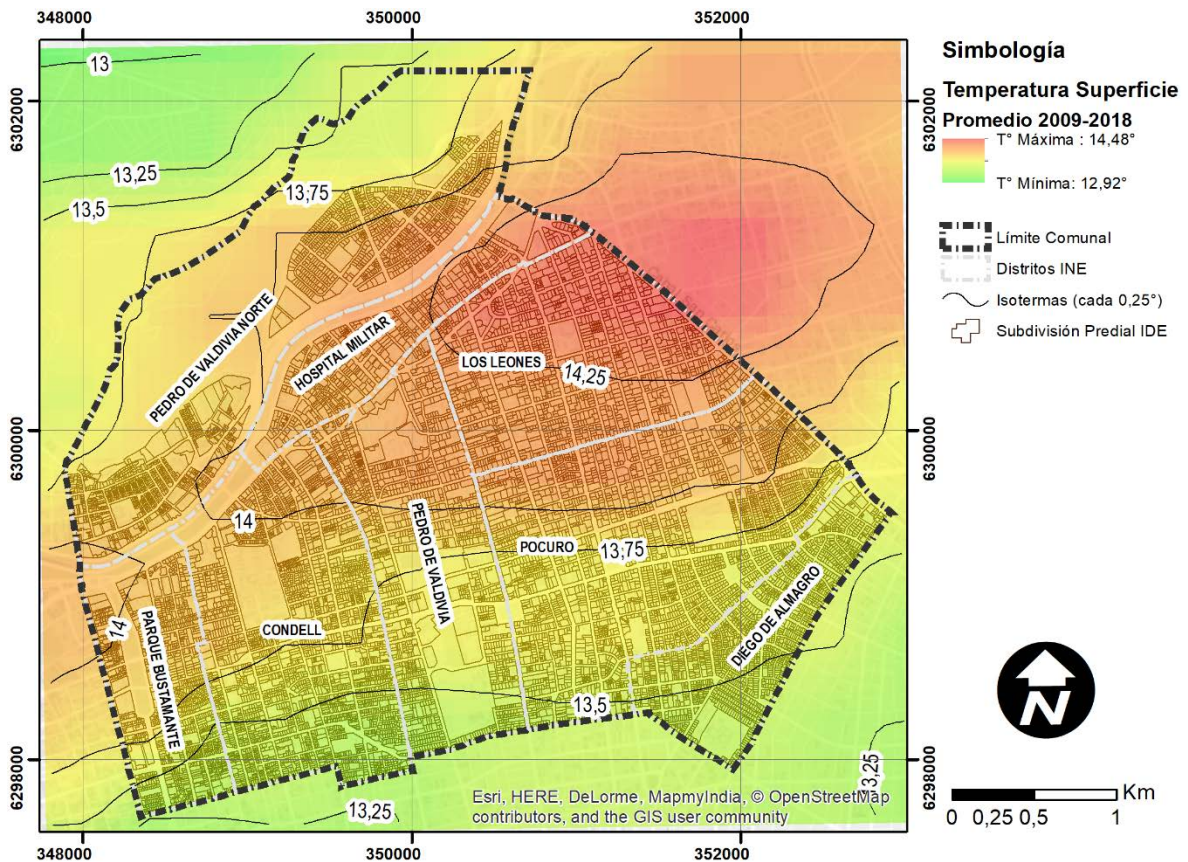 348000
350000
352000
6302000
6300000
6298000
13
13,25
13,5
13,75
PEDRO DE VALDIVIA NORTE
HOSPITAL MILITAR
LOS LEONES
14,25
14
PEDRO DE VALDIVIA
POCURO
13,75
DIEGO DE ALMAGRO
CONDELL
14
PARQUE BUSTAMANTE
13,5
13,25
13,25
Esri, HERE, DeLorme, MapmyIndia, © OpenStreetMap
contributors, and the GIS user community
348000
350000
352000
6302000
6300000
6298000
Simbología
Temperatura Superficie
Promedio 2009-2018
T° Máxima : 14,48°
T° Mínima: 12,92°
Límite Comunal
Distritos INE
Isotermas (cada 0,25°)
Subdivisión Predial IDE
N
Km
0 0,25 0,5 1